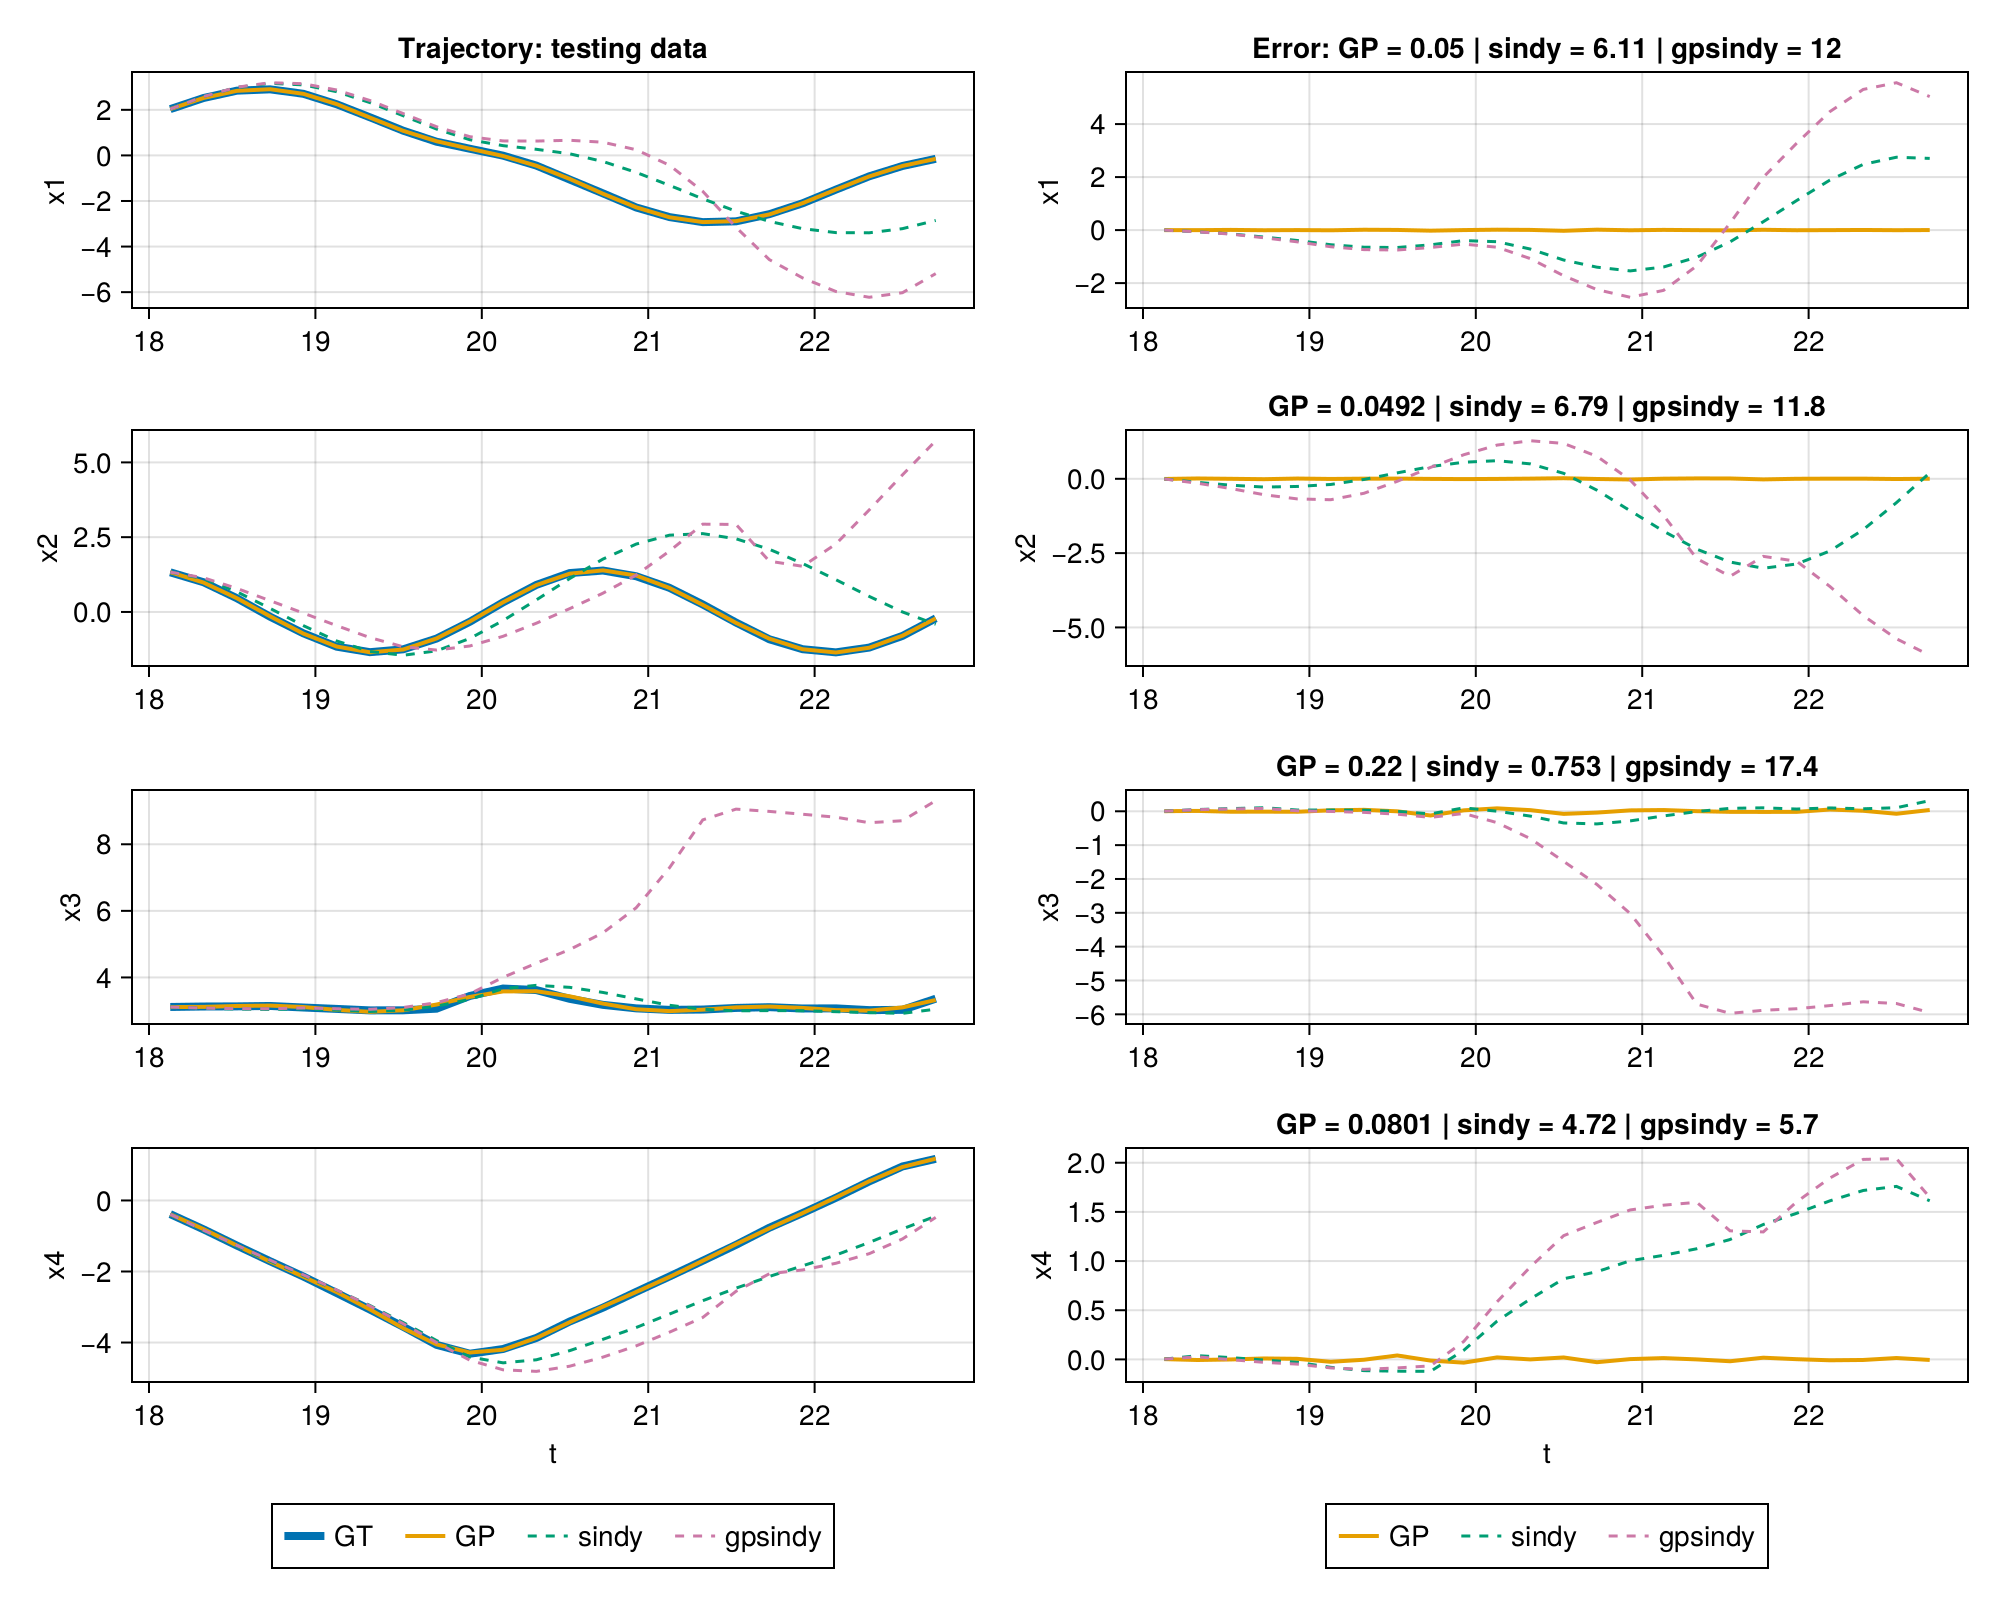 Trajectory: testing data
Error: GP = 0.05 | sindy = 6.11 | gpsindy = 12
x1
2
0
−2
−4
−6
18 19 20 21 22
x1
4
2
0
−2
18 19 20 21 22
GP = 0.0492 | sindy = 6.79 | gpsindy = 11.8
x2
5.0
2.5
0.0
18 19 20 21 22
x2
0.0
−2.5
−5.0
18 19 20 21 22
GP = 0.22 | sindy = 0.753 | gpsindy = 17.4
x3
8
6
4
18 19 20 21 22
x3
0
−1
−2
−3
−4
−5
−6
18 19 20 21 22
GP = 0.0801 | sindy = 4.72 | gpsindy = 5.7
x4
0
−2
−4
18 19 20 21 22
t
x4
2.0
1.5
1.0
0.5
0.0
18 19 20 21 22
t
GT GP sindy gpsindy
GP sindy gpsindy